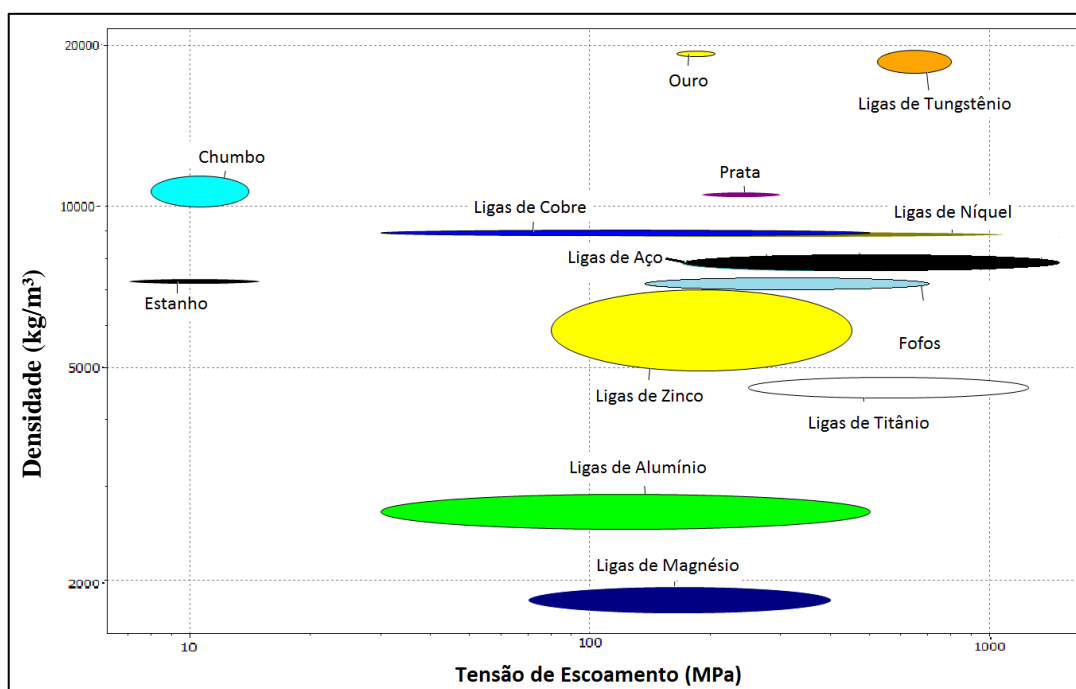 20000
Ouro
Ligas de Tungstênio
Chumbo
Prata
10000
Ligas de Cobre
Ligas de Níquel
Ligas de Aço
Estanho
Fofos
5000
Ligas de Zinco
Ligas de Titânio
Ligas de Alumínio
Ligas de Magnésio
2000
10
100
1000
Densidade (kg/m³)
Tensão de Escoamento (MPa)